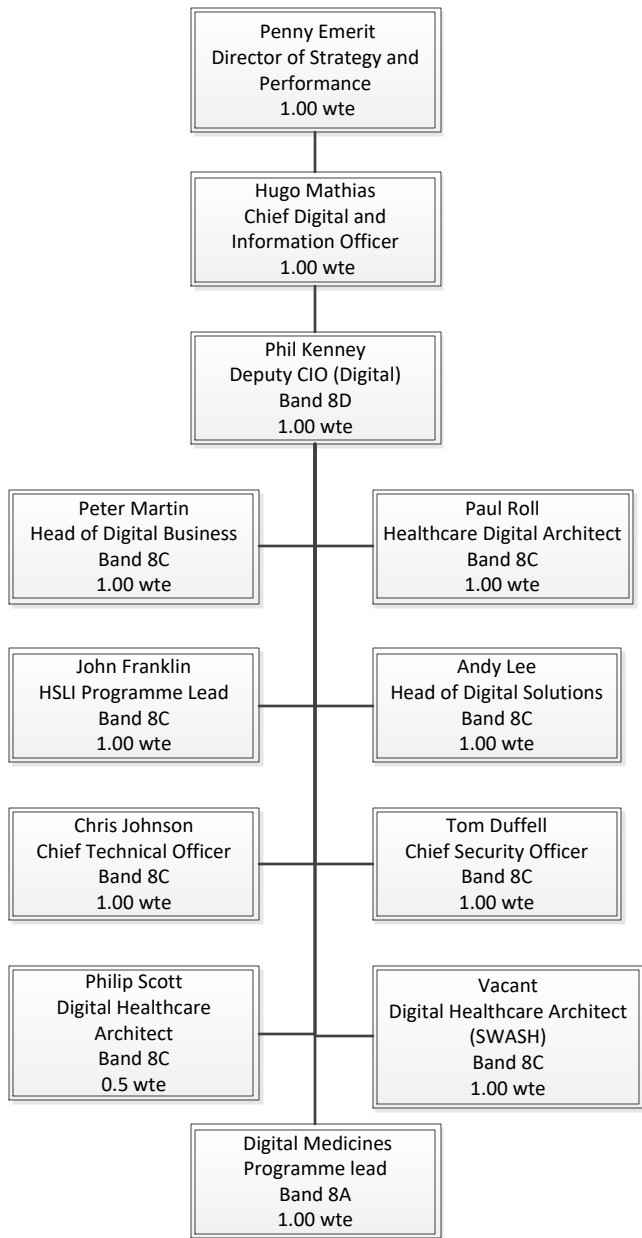 Penny Emerit
Director of Strategy and
Performance
1.00 wte
Hugo Mathias
Chief Digital and
Information Officer
1.00 wte
Phil Kenney
Deputy CIO (Digital)
Band 8D
1.00 wte
Peter Martin
Head of Digital Business
Band 8C
1.00 wte
Paul Roll
Healthcare Digital Architect
Band 8C
1.00 wte
John Franklin
HSLI Programme Lead
Band 8C
1.00 wte
Andy Lee
Head of Digital Solutions
Band 8C
1.00 wte
Chris Johnson
Chief Technical Officer
Band 8C
1.00 wte
Tom Duffell
Chief Security Officer
Band 8C
1.00 wte
Philip Scott
Digital Healthcare
Architect
Band 8C
0.5 wte
Vacant
Digital Healthcare Architect
(SWASH)
Band 8C
1.00 wte
Digital Medicines
Programme lead
Band 8A
1.00 wte